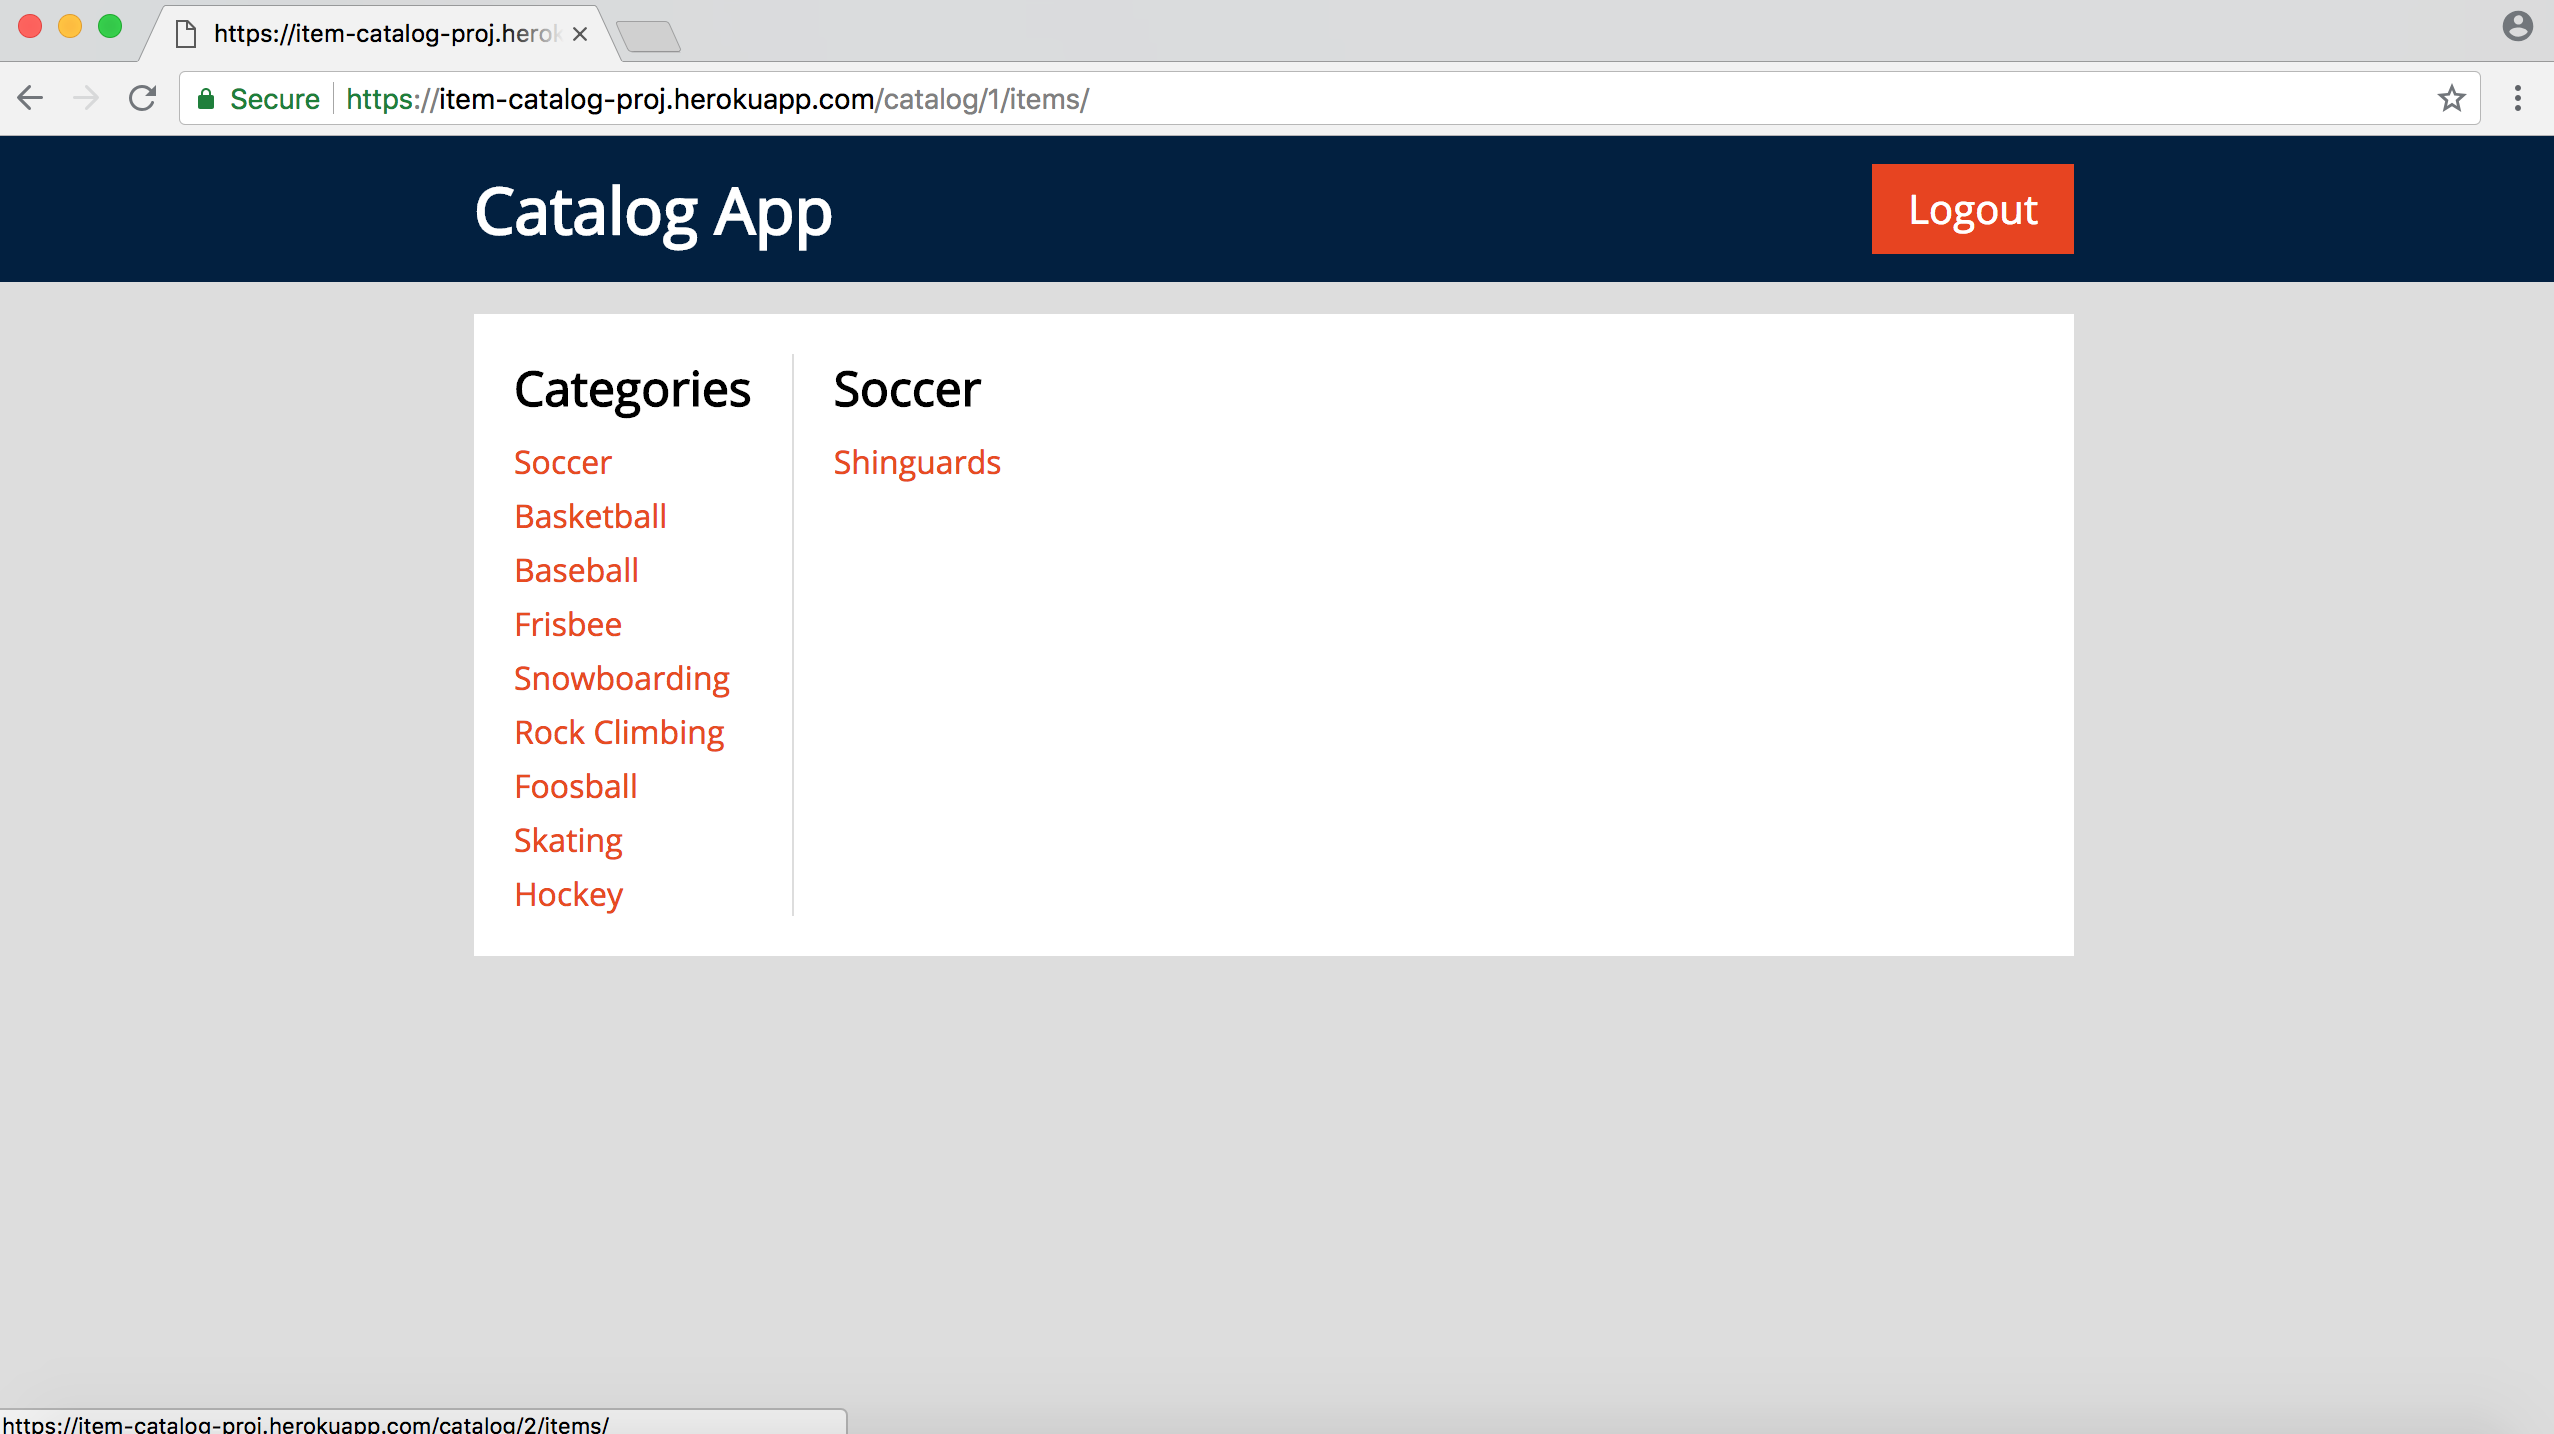 https://item-catalog-proj.herok
Secure https://item-catalog-proj.herokuapp.com/catalog/1/items/
Catalog App
Logout
Categories
Soccer
Basketball
Baseball
Frisbee
Snowboarding
Rock Climbing
Foosball
Skating
Hockey
Soccer
Shinguards
https://item-catalog-proj.herokuapp.com/catalog/2/items/